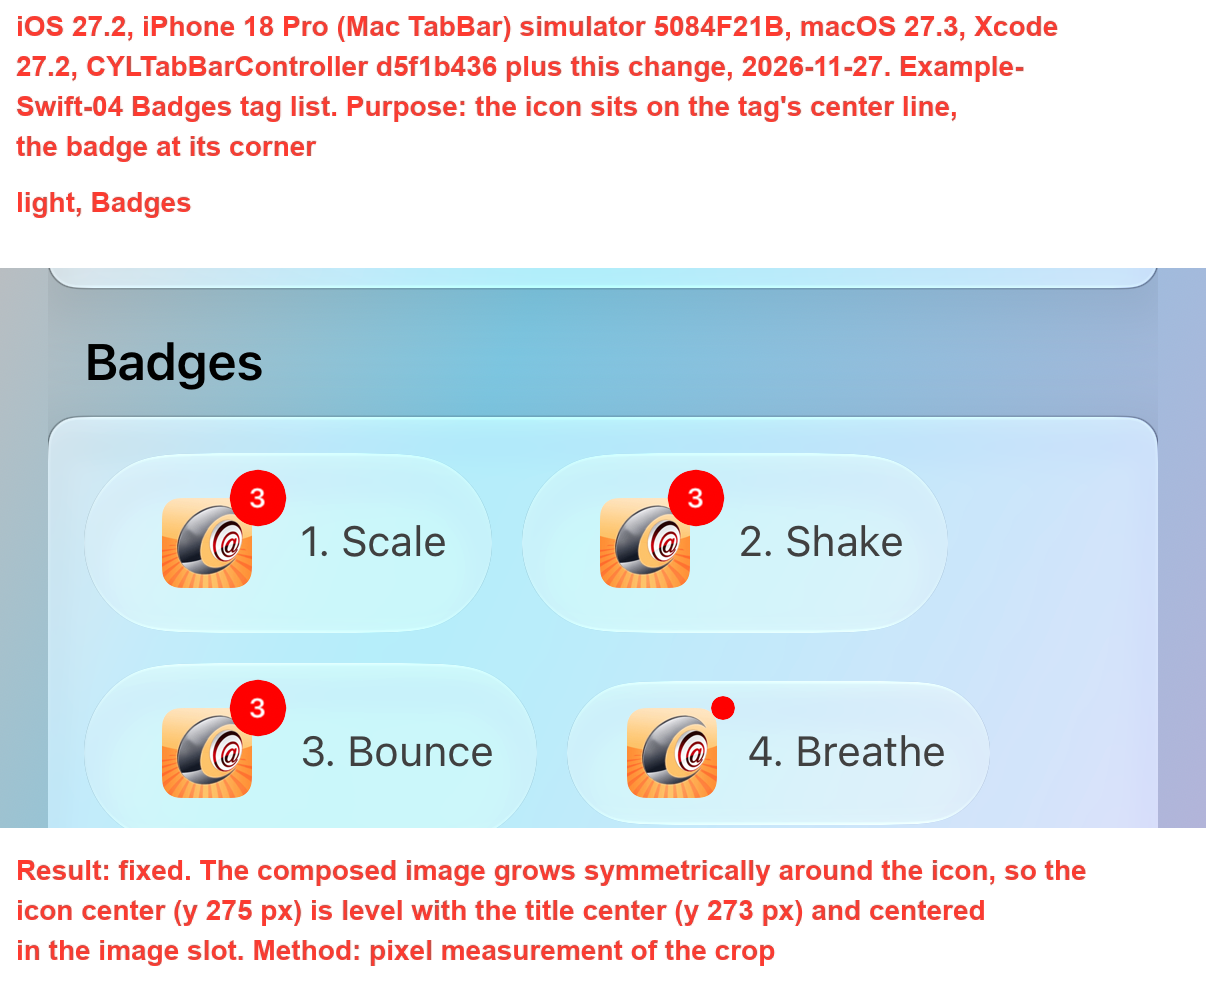 iOS 27.2, iPhone 18 Pro (Mac TabBar) simulator 5084F21B, macOS 27.3, Xcode
27.2, CYLTabBarController d5f1b436 plus this change, 2026-11-27. Example-
Swift-04 Badges tag list. Purpose: the icon sits on the tag's center line,
the badge at its corner
light, Badges
Badges
3
@
1. Scale
3
@
2. Shake
3
@
3. Bounce
@
4. Breathe
Result: fixed. The composed image grows symmetrically around the icon, so the
icon center (y 275 px) is level with the title center (y 273 px) and centered
in the image slot. Method: pixel measurement of the crop